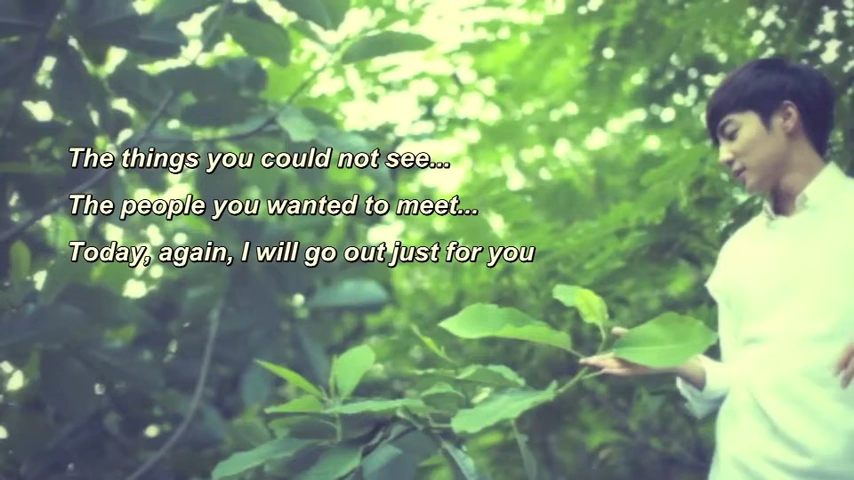 The things you could not see...
The people you wanted to meet...
Today, again, I will go out just for you